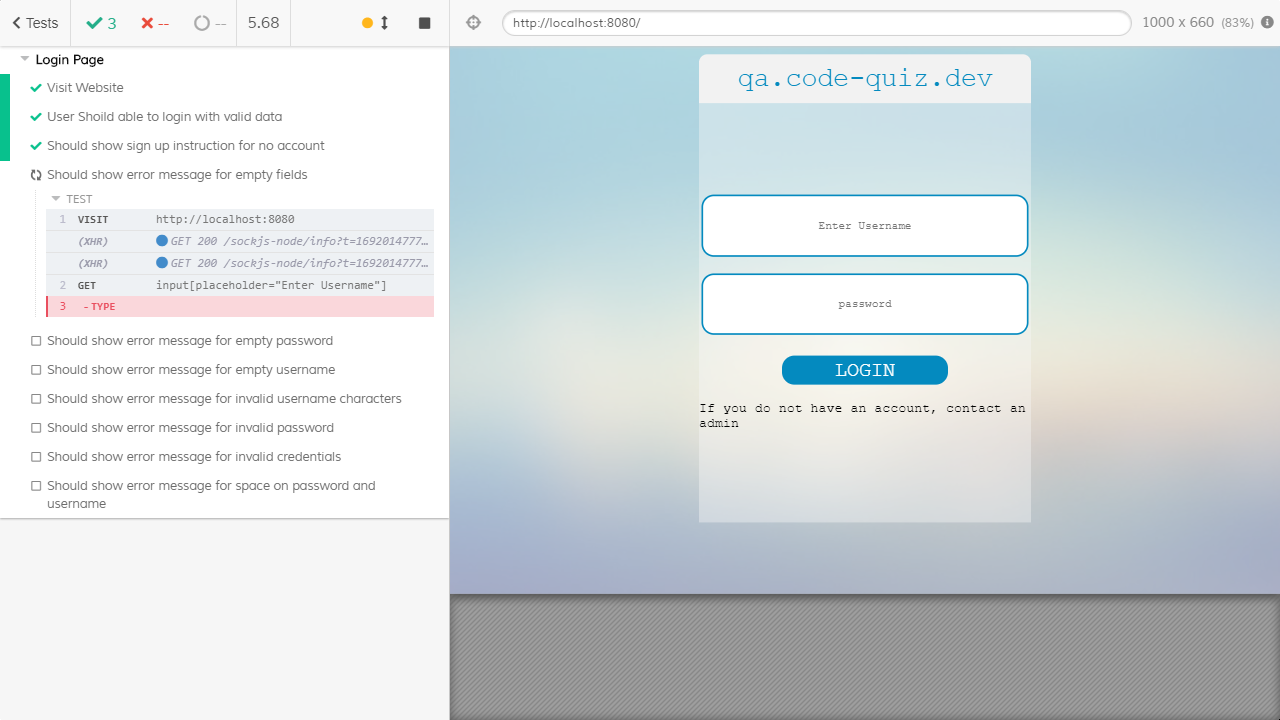 Tests
3
--
--
5.68
http://localhost:8080/
1000 x 660 (83%)
Login Page
Visit Website
User Shoild able to login with valid data
Should show sign up instruction for no account
Should show error message for empty fields
TEST
1 VISIT http://localhost:8080
(XHR) GET 200 /sockjs-node/info?t=1692014777…
(XHR) GET 200 /sockjs-node/info?t=1692014777…
2 GET input[placeholder="Enter Username"]
3 - TYPE
Should show error message for empty password
Should show error message for empty username
Should show error message for invalid username characters
Should show error message for invalid password
Should show error message for invalid credentials
Should show error message for space on password and
username
qa.code-quiz.dev
Enter Username
password
LOGIN
If you do not have an account, contact an
admin